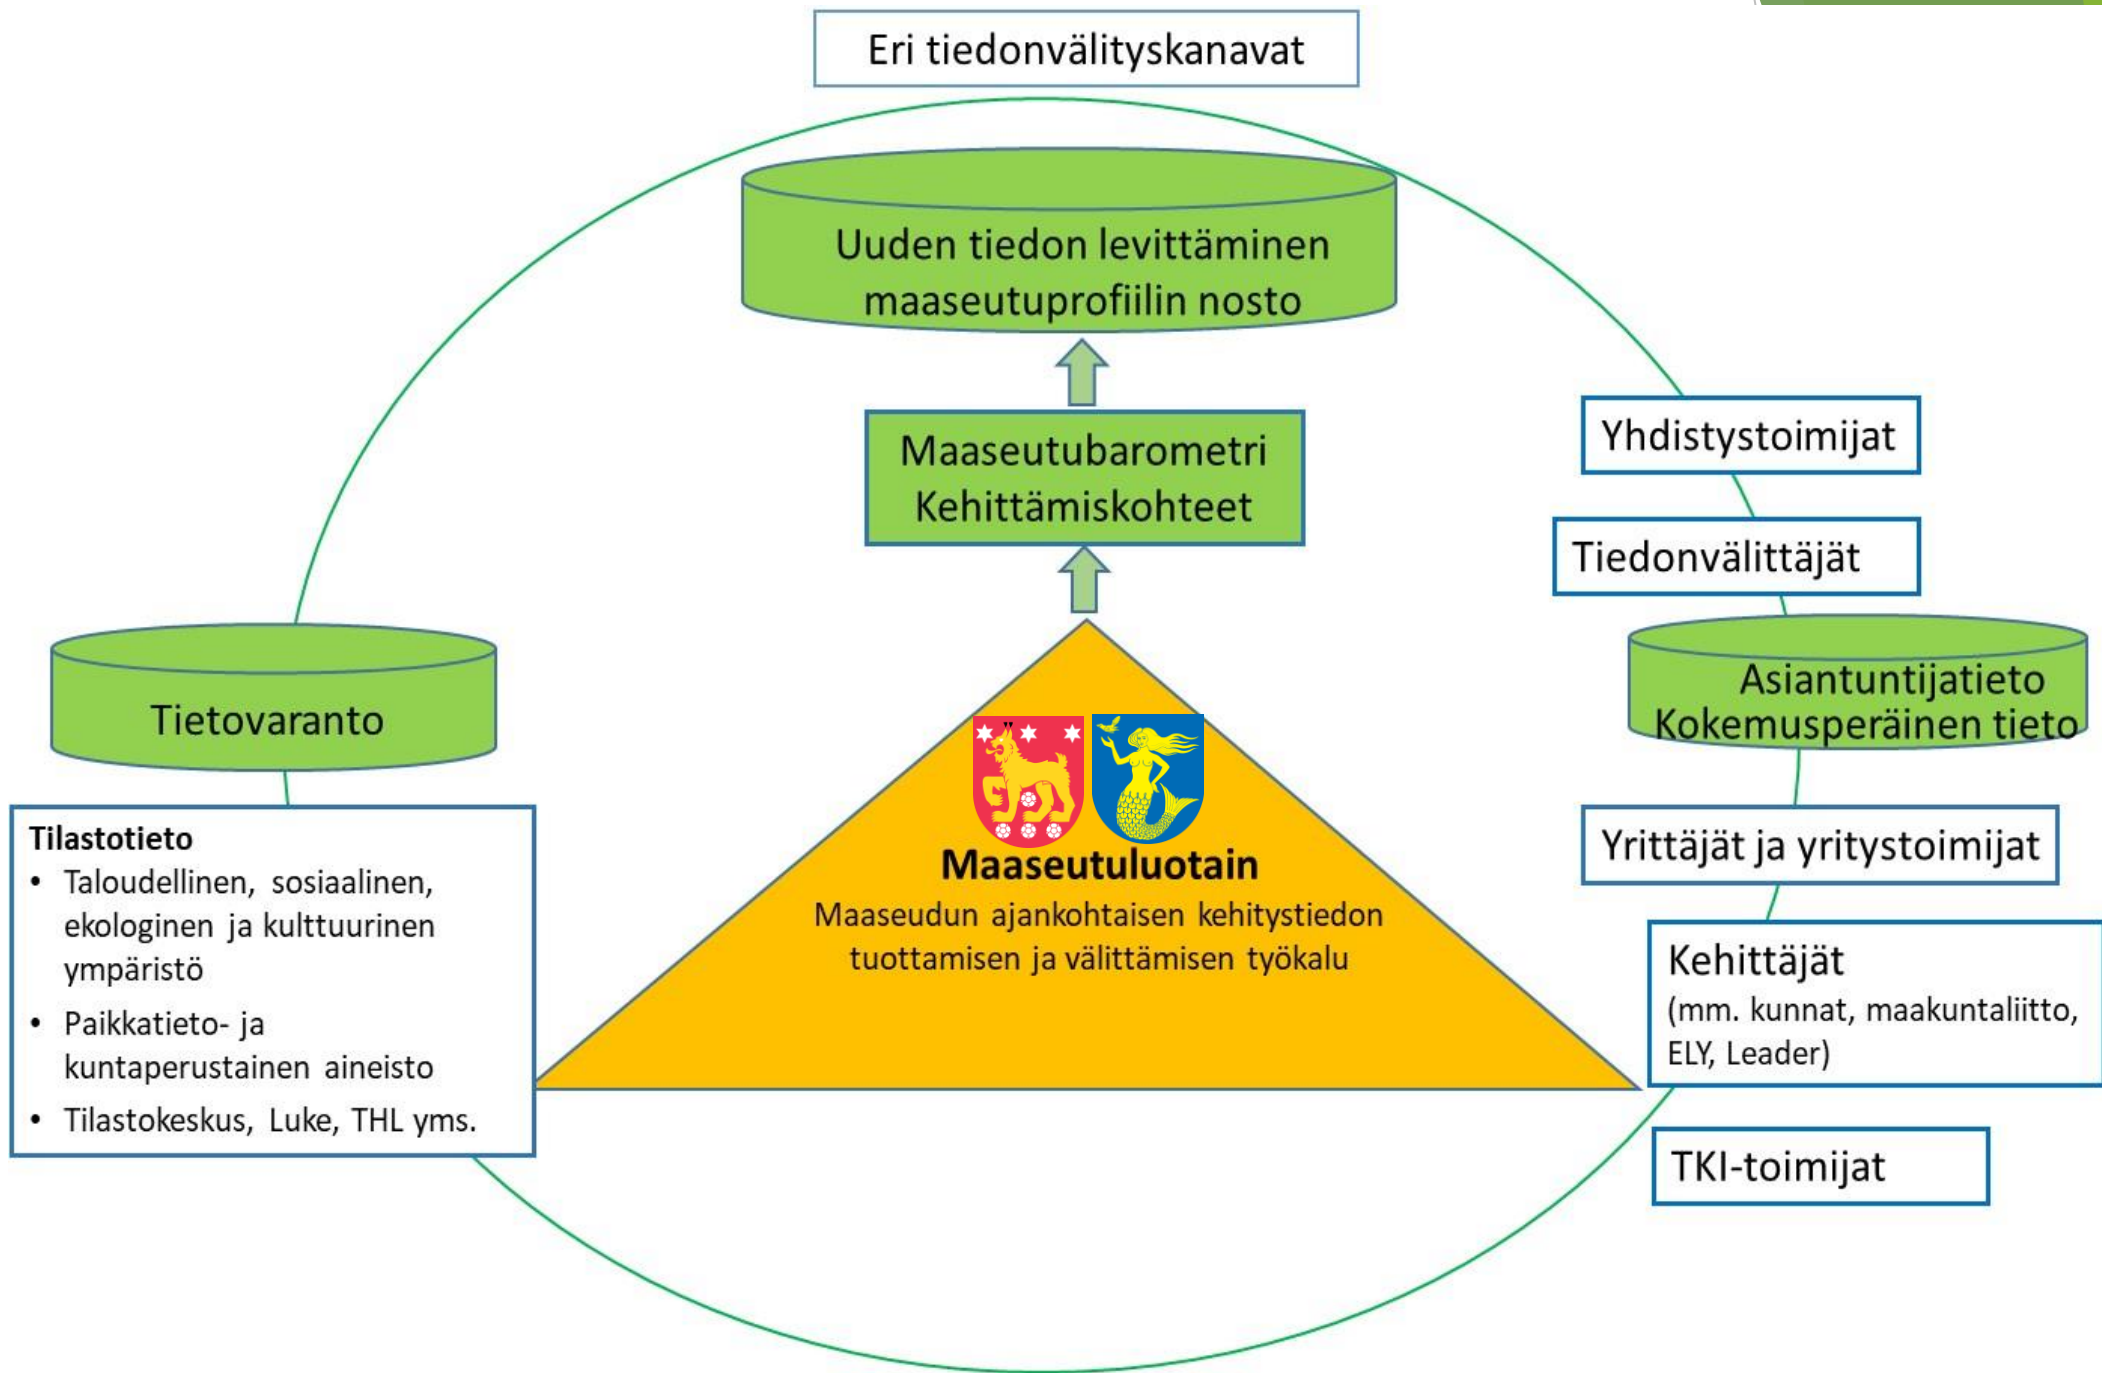 Eri tiedonvälityskanavat
Uuden tiedon levittäminen
maaseutuprofiilin nosto
Maaseutubarometri
Kehittämiskohteet
Yhdistystoimijat
Tiedonvälittäjät
Tietovaranto
Asiantuntijatieto
Kokemusperäinen tieto
Tilastotieto
• Taloudellinen, sosiaalinen,
ekologinen ja kulttuurinen
ympäristö
• Paikkatieto- ja
kuntaperustainen aineisto
• Tilastokeskus, Luke, THL yms.
Maaseutuluotain
Maaseudun ajankohtaisen kehitystiedon
tuottamisen ja välittämisen työkalu
Yrittäjät ja yritystoimijat
Kehittäjät
(mm. kunnat, maakuntaliitto,
ELY, Leader)
TKI-toimijat